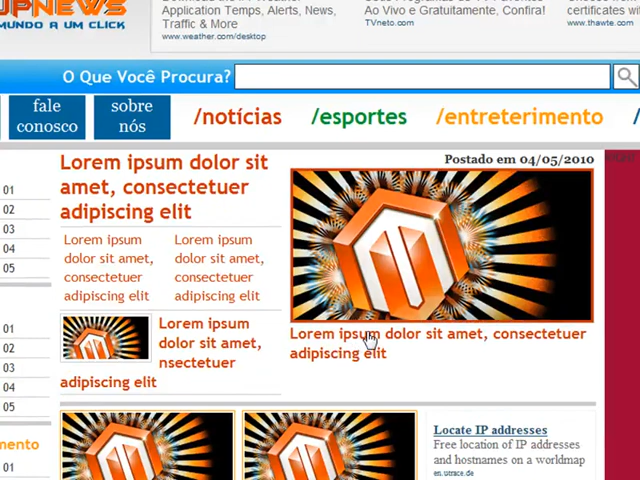 UPNEWS
MUNDO A UM CLICK
Application Temps, Alerts, News,
Traffic & More
www.weather.com/desktop
Ao Vivo e Gratuitamente, Confira!
TVneto.com
certificates wi
www.thawte.com
O Que Você Procura?
fale
conosco
sobre
nós
/notícias
/esportes
/entreterimento
/
Postado em 04/05/2010
Lorem ipsum dolor sit
amet, consectetuer
adipiscing elit
01
02
03
04
05
Lorem ipsum
dolor sit amet,
consectetuer
adipiscing elit
Lorem ipsum
dolor sit amet,
consectetuer
adipiscing elit
Lorem ipsum
dolor sit amet,
nsectetuer
adipiscing elit
Lorem ipsum dolor sit amet, consectetuer
adipiscing elit
01
02
03
04
05
mento
01
Locate IP addresses
Free location of IP addresses
and hostnames on a worldmap
en.utrace.de